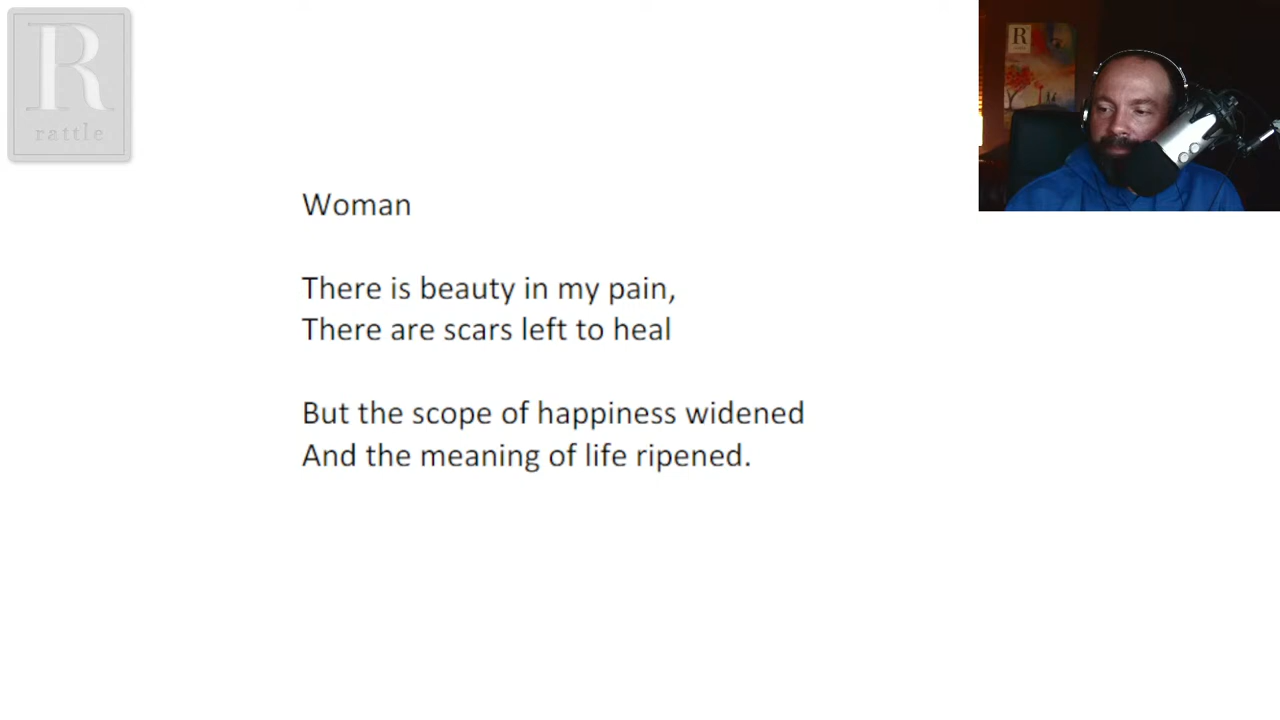 R
rattle
R
Woman
There is beauty in my pain,
There are scars left to heal
But the scope of happiness widened
And the meaning of life ripened.